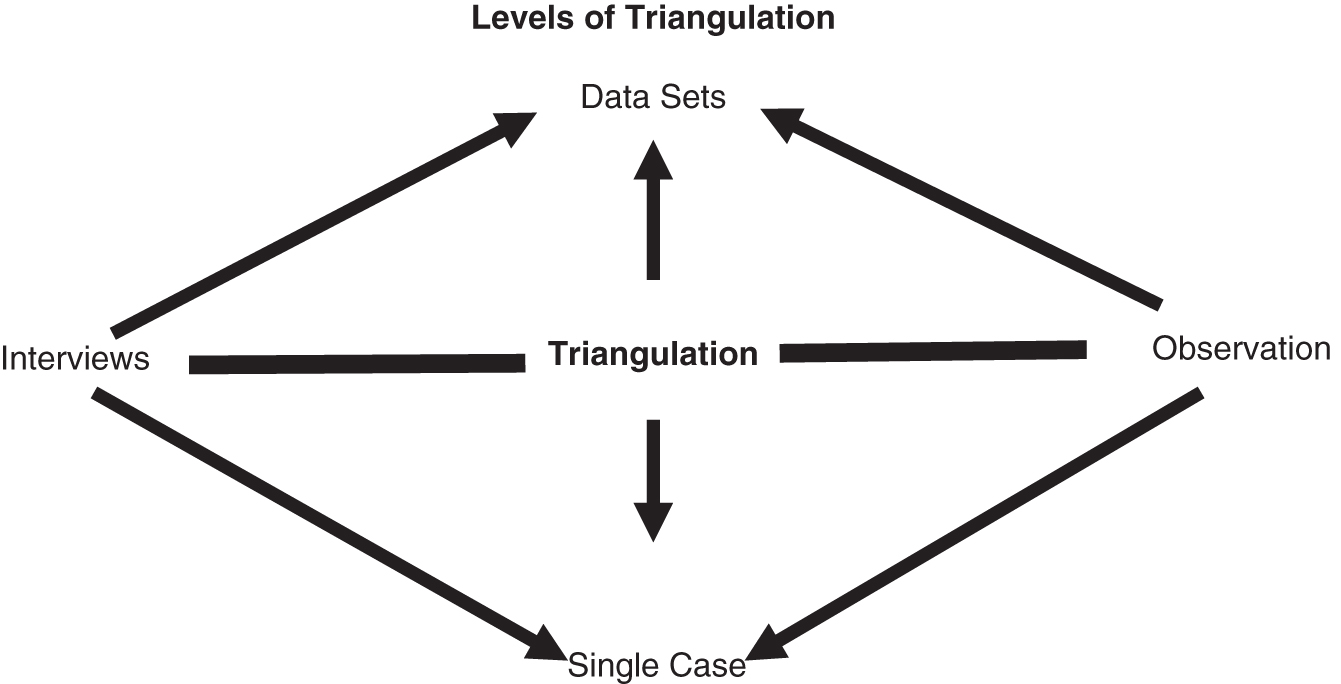 Levels of Triangulation
Data Sets
Interviews
Triangulation
Observation
Single Case